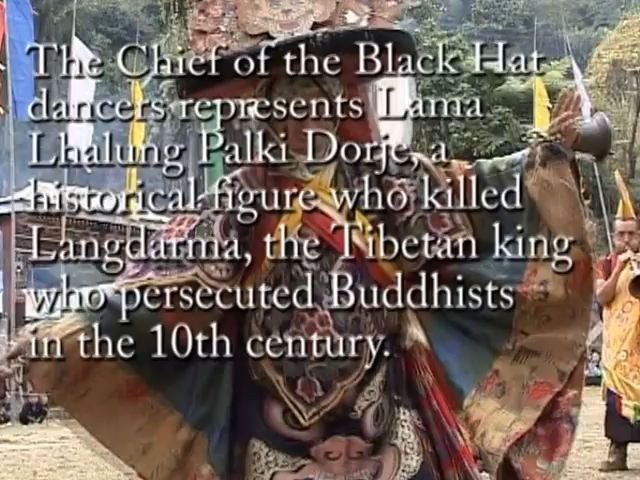 The Chief of the Black Hat
dancers represents Lama
Lhalung Palki Dorje, a
historical figure who killed
Langdarma, the Tibetan king
who persecuted Buddhists
in the 10th century.